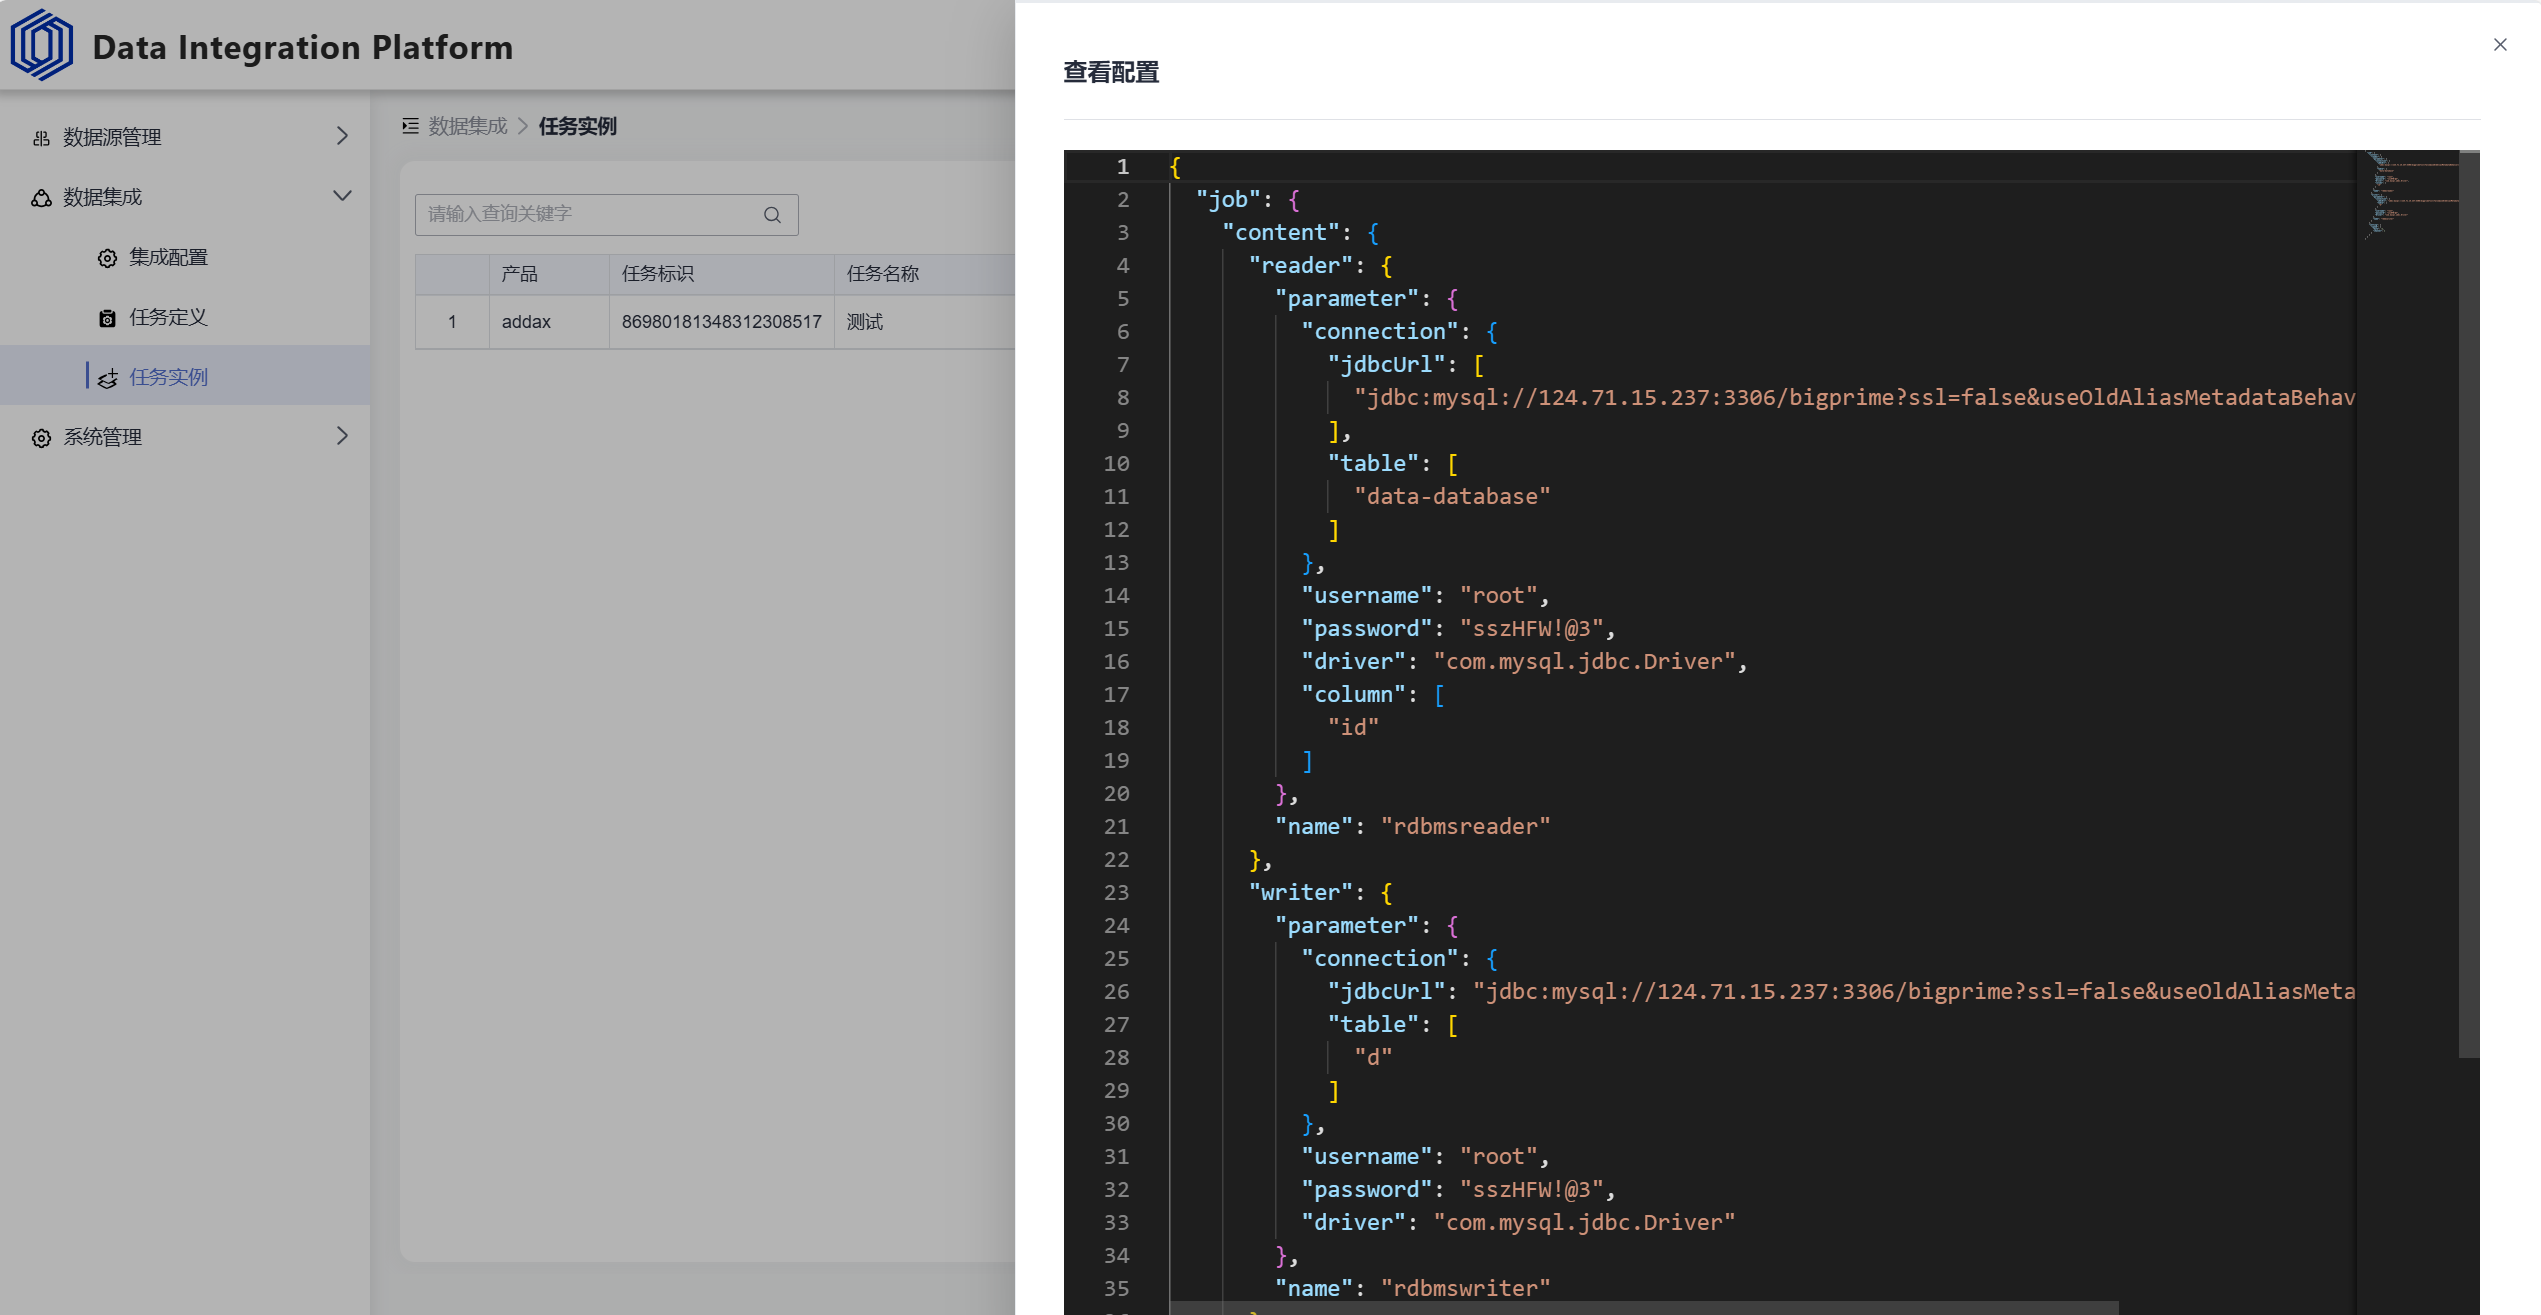 Data Integration Platform
数据源管理
数据集成
集成配置
任务定义
任务实例
系统管理
数据集成 > 任务实例
请输入查询关键字
产品 任务标识 任务名称
1 addax 86980181348312308517 测试
查看配置
1 {
2 "job": {
3 "content": {
4 "reader": {
5 "parameter": {
6 "connection": {
7 "jdbcUrl": [
8 "jdbc:mysql://124.71.15.237:3306/bigprime?ssl=false&useOldAliasMetadataBehav
9 ],
10 "table": [
11 "data-database"
12 ]
13 },
14 "username": "root",
15 "password": "sszHFW!@3",
16 "driver": "com.mysql.jdbc.Driver",
17 "column": [
18 "id"
19 ]
20 },
21 "name": "rdbmsreader"
22 },
23 "writer": {
24 "parameter": {
25 "connection": {
26 "jdbcUrl": "jdbc:mysql://124.71.15.237:3306/bigprime?ssl=false&useOldAliasMeta
27 "table": [
28 "d"
29 ]
30 },
31 "username": "root",
32 "password": "sszHFW!@3",
33 "driver": "com.mysql.jdbc.Driver"
34 },
35 "name": "rdbmswriter"